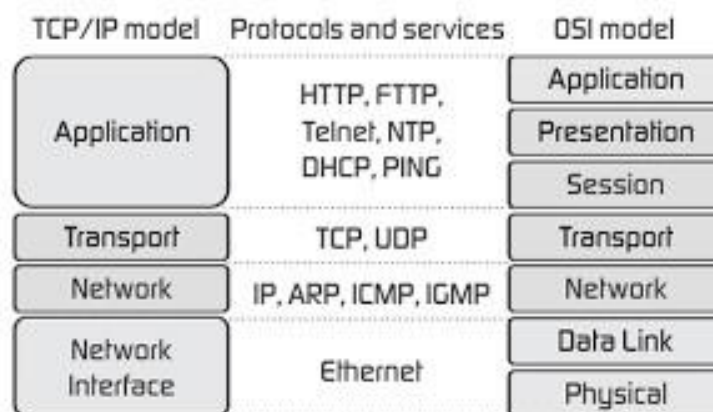 TCP/IP model Protocols and services OSI model
Application
HTTP, FTTP,
Telnet, NTP,
DHCP, PING
Application
Presentation
Session
Transport
TCP, UDP
Transport
Network
IP, ARP, ICMP, IGMP
Network
Network
Interface
Ethernet
Data Link
Physical